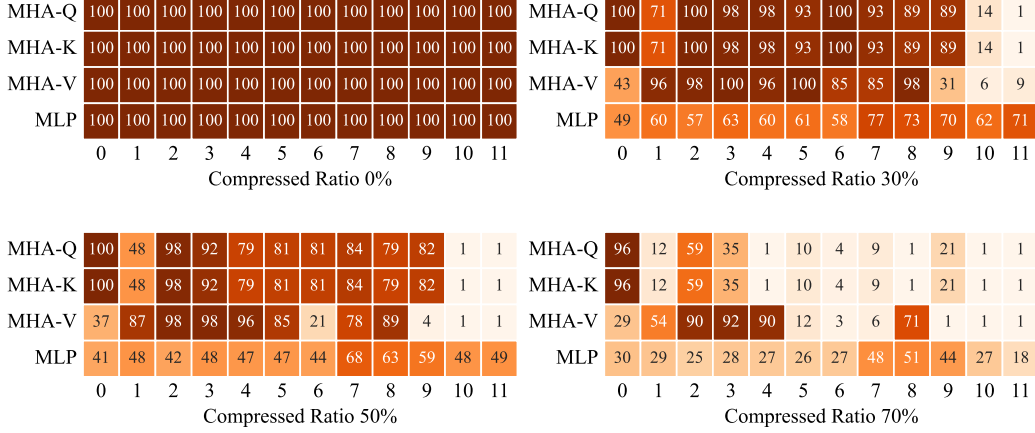 MHA-Q 100 100 100 100 100 100 100 100 100 100 100 100
MHA-K 100 100 100 100 100 100 100 100 100 100 100 100
MHA-V 100 100 100 100 100 100 100 100 100 100 100 100
MLP 100 100 100 100 100 100 100 100 100 100 100 100
0 1 2 3 4 5 6 7 8 9 10 11
Compressed Ratio 0%
MHA-Q 100 71 100 98 98 93 100 93 89 89 14 1
MHA-K 100 71 100 98 98 93 100 93 89 89 14 1
MHA-V 43 96 98 100 96 100 85 85 98 31 6 9
MLP 49 60 57 63 60 61 58 77 73 70 62 71
0 1 2 3 4 5 6 7 8 9 10 11
Compressed Ratio 30%
MHA-Q 100 48 98 92 79 81 81 84 79 82 1 1
MHA-K 100 48 98 92 79 81 81 84 79 82 1 1
MHA-V 37 87 98 98 96 85 21 78 89 4 1 1
MLP 41 48 42 48 47 47 44 68 63 59 48 49
0 1 2 3 4 5 6 7 8 9 10 11
Compressed Ratio 50%
MHA-Q 96 12 59 35 1 10 4 9 1 21 1 1
MHA-K 96 12 59 35 1 10 4 9 1 21 1 1
MHA-V 29 54 90 92 90 12 3 6 71 1 1 1
MLP 30 29 25 28 27 26 27 48 51 44 27 18
0 1 2 3 4 5 6 7 8 9 10 11
Compressed Ratio 70%